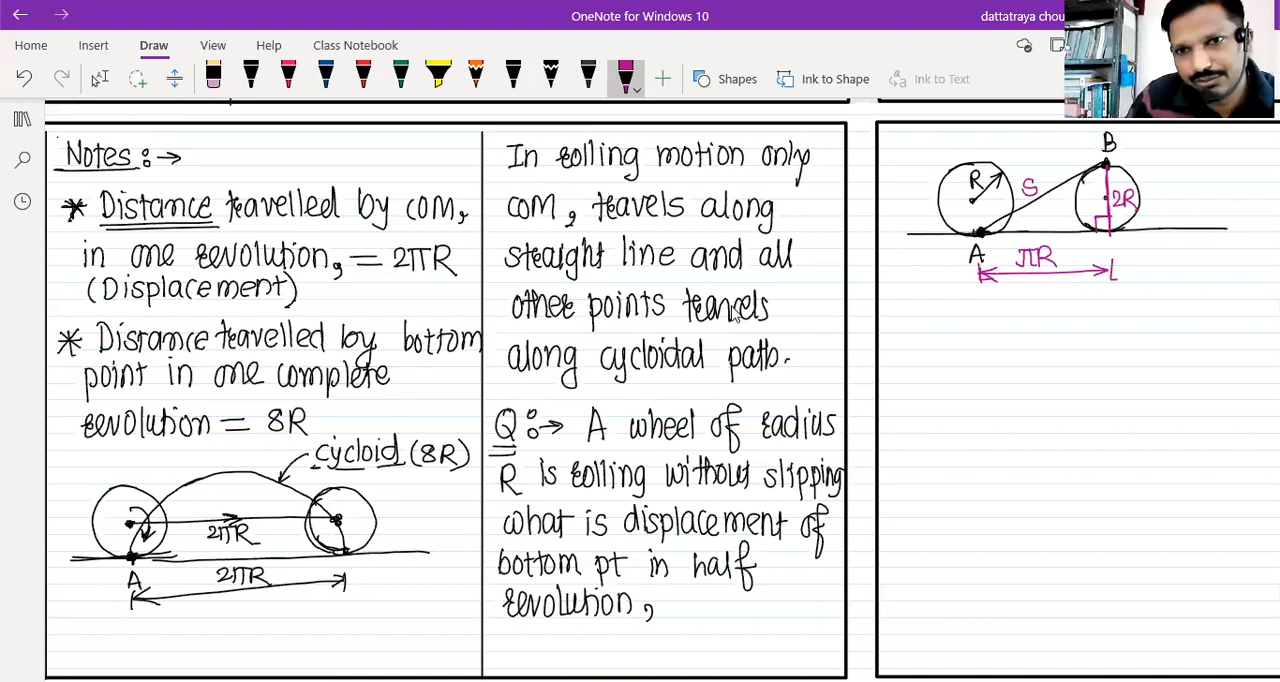 OneNote for Windows 10
dattatraya chou
Home Insert Draw View Help Class Notebook
Shapes Ink to Shape Ink to Text
Notes:→
* Distance travelled by COM,
in one revolution, = 2πR
(Displacement)
* Distance travelled by bottom
point in one complete
revolution = 8R
cycloid (8R)
2πR
A
2πR
In rolling motion only
COM, travels along
straight line and all
other points travels
along cycloidal path.
Q:→ A wheel of radius
R is rolling without slipping
what is displacement of
bottom pt in half
revolution,
B
R S
2R
A
πR